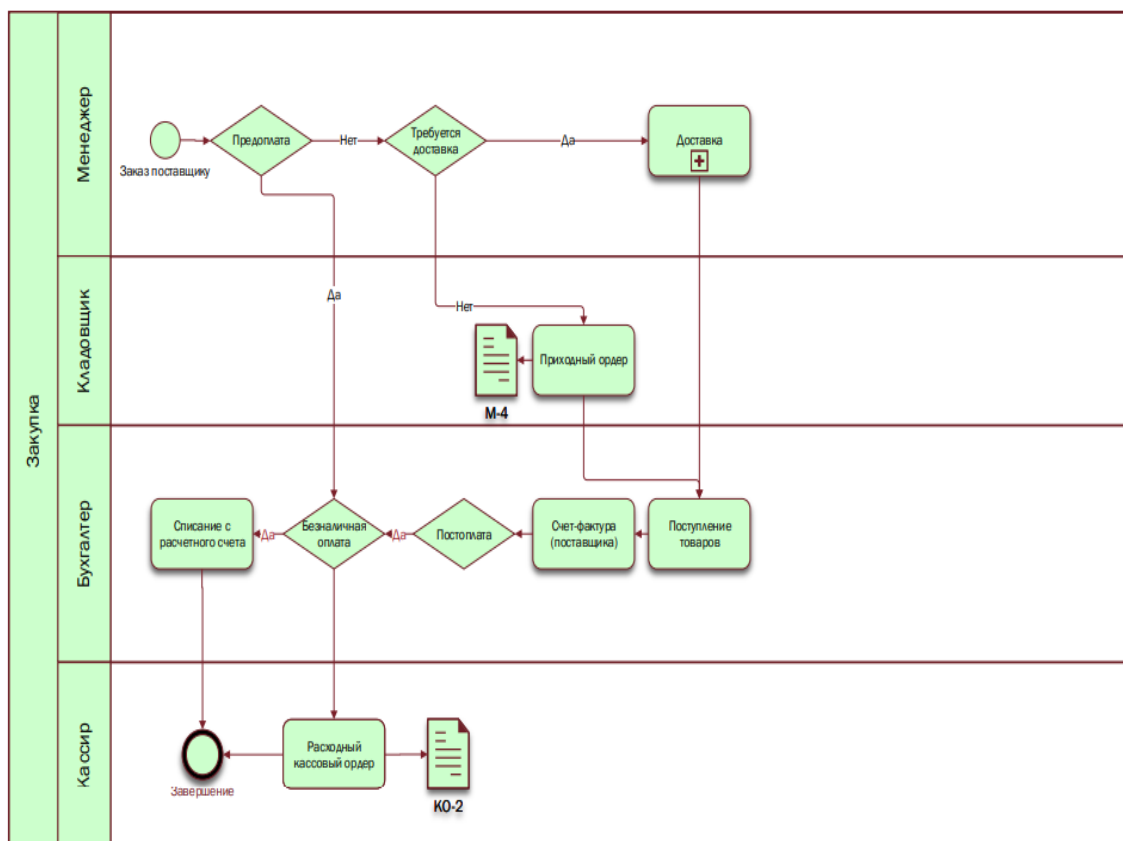 Закупка
Менеджер
Заказ поставщику
Предоплата
Нет
Требуется
доставка
Да
Доставка
Да
Кладовщик
Нет
Приходный ордер
М-4
Бухгалтер
Списание с
расчетного счета
Да
Безналичная
оплата
Да
Постоплата
Счет-фактура
(поставщика)
Поступление
товаров
Кассир
Завершение
Расходный
кассовый ордер
КО-2